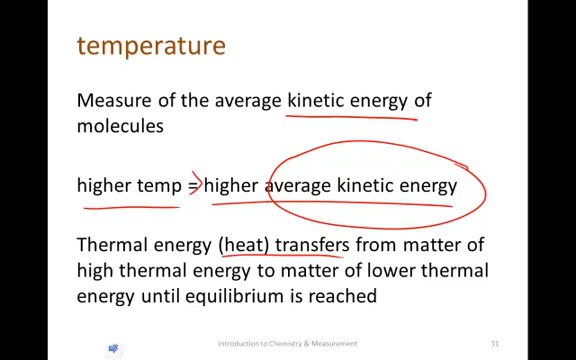 temperature
Measure of the average kinetic energy of
molecules
higher temp => higher average kinetic energy
Thermal energy (heat) transfers from matter of
high thermal energy to matter of lower thermal
energy until equilibrium is reached
Introduction to Chemistry & Measurement
31